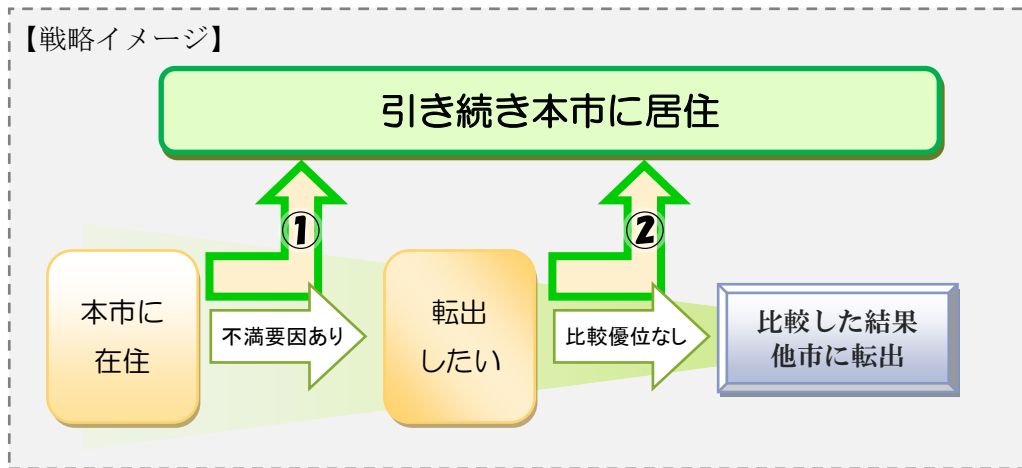 【戦略イメージ】
引き続き本市に居住
①
②
本市に
在住
不満要因あり
転出
したい
比較優位なし
比較した結果
他市に転出